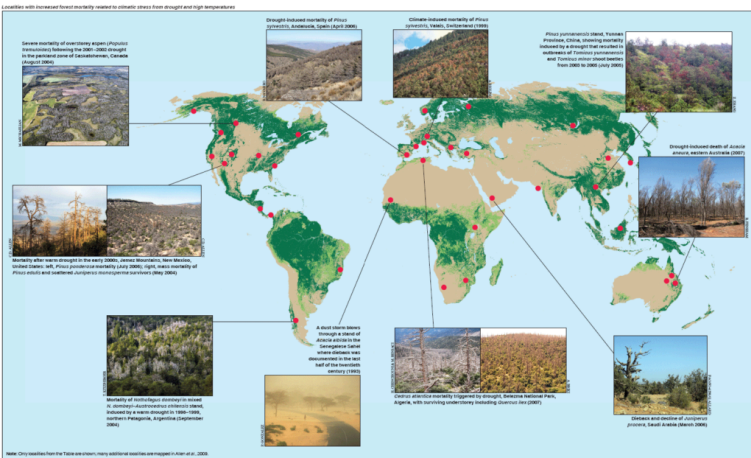 Localities with increased forest mortality related to climatic stress from drought and high temperatures
Severe mortality of overstorey aspen (Populus
tremuloides) following the 2001–2002 drought
in the parkland zone of Saskatchewan, Canada
(August 2004)
Drought-induced mortality of Pinus
sylvestris, Andalusia, Spain (April 2006)
Climate-induced mortality of Pinus
sylvestris, Valais, Switzerland (1999)
Pinus yunnanensis stand, Yunnan
Province, China, showing mortality
induced by a drought that resulted in
outbreaks of Tomicus yunnanensis
and Tomicus minor shoot beetles
from 2003 to 2005 (July 2005)
Drought-induced death of Acacia
aneura, eastern Australia (2007)
Mortality after warm drought in the early 2000s, Jemez Mountains, New Mexico,
United States: left, Pinus ponderosa mortality (July 2006); right, mass mortality of
Pinus edulis and scattered Juniperus monosperma survivors (May 2004)
Mortality of Nothofagus dombeyi in mixed
N. dombeyi–Austrocedrus chilensis stand,
induced by a warm drought in 1998–1999,
northern Patagonia, Argentina (September
2004)
A dust storm blows
through a stand of
Acacia
in the
Senegalese Sahel
where dieback was
documented in the last
half of the twentieth
century (1993)
Cedrus atlantica mortality triggered by drought, Belezma National Park,
Algeria, with surviving understorey including Quercus ilex (2007)
Dieback and decline of Juniperus
procera, Saudi Arabia (March 2006)
Note: Only localities from the Table are shown; many additional localities are mapped in Allen et al., 2009.